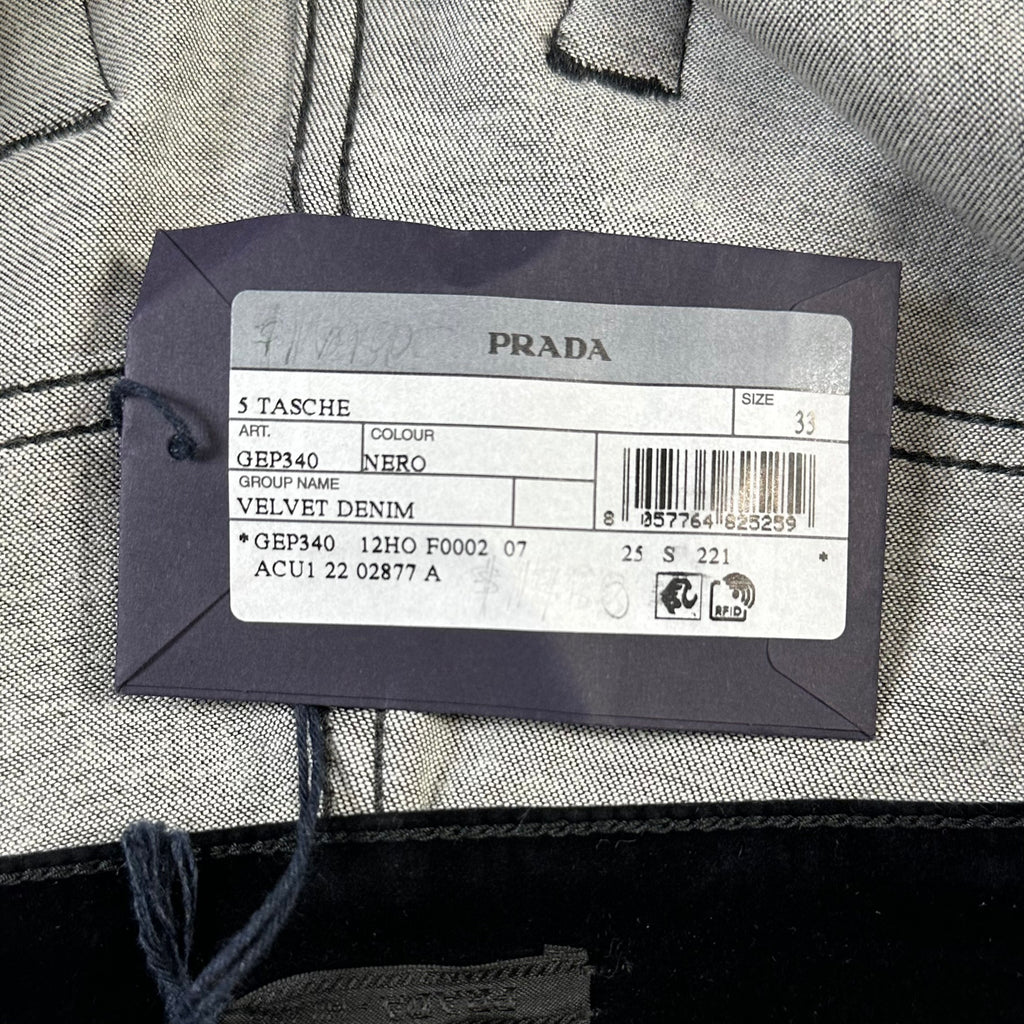 PRADA
5 TASCHE
SIZE
33
ART.
GEP340
COLOUR
NERO
GROUP NAME
VELVET DENIM
8 057764 825259
* GEP340 12HO F0002 07 25 S 221 *
ACU1 22 02877 A
RFID